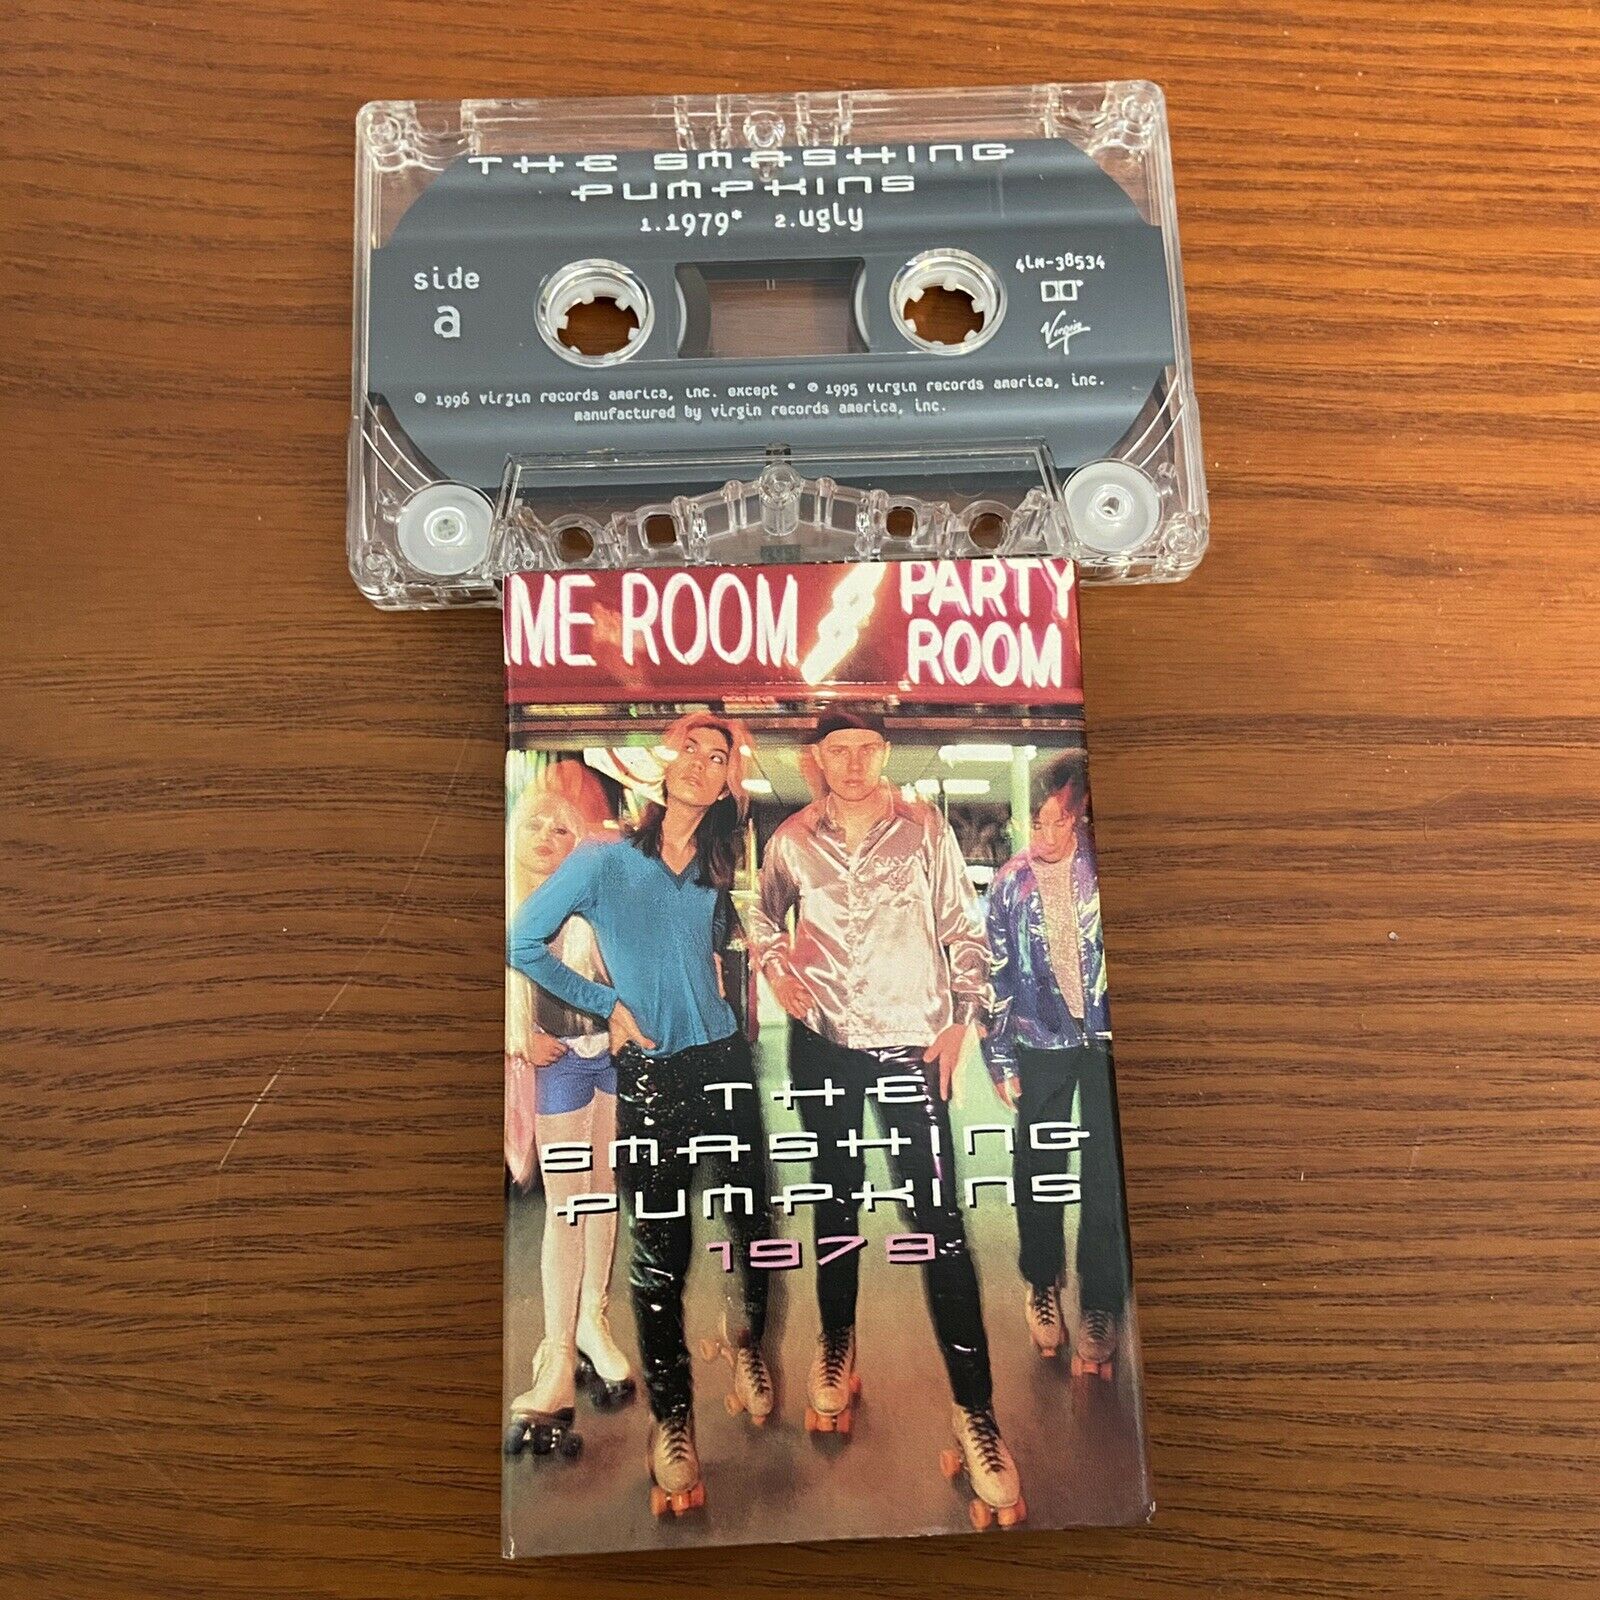 THE SMASHING
PUMPKINS
1.1979* 2.ugly
side
a
4LM-38534
Virgin
℗ 1996 virgin records america, inc. except * ℗ 1995 virgin records america, inc.
manufactured by virgin records america, inc.
ME ROOM
PARTY
ROOM
THE
SMASHING
PUMPKINS
1979